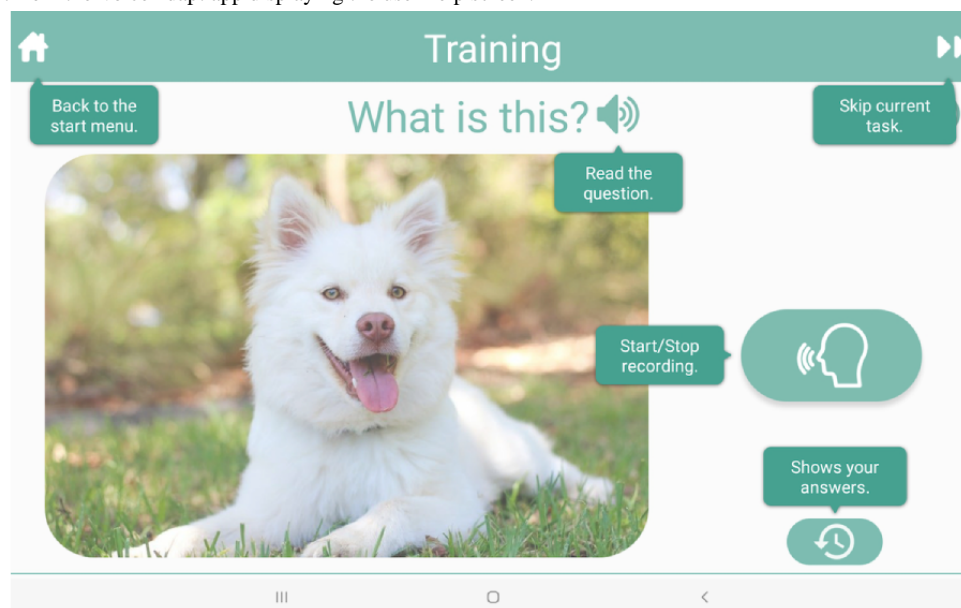 Training
Back to the
start menu.
What is this?
Skip current
task.
Read the
question.
Start/Stop
recording.
Shows your
answers.